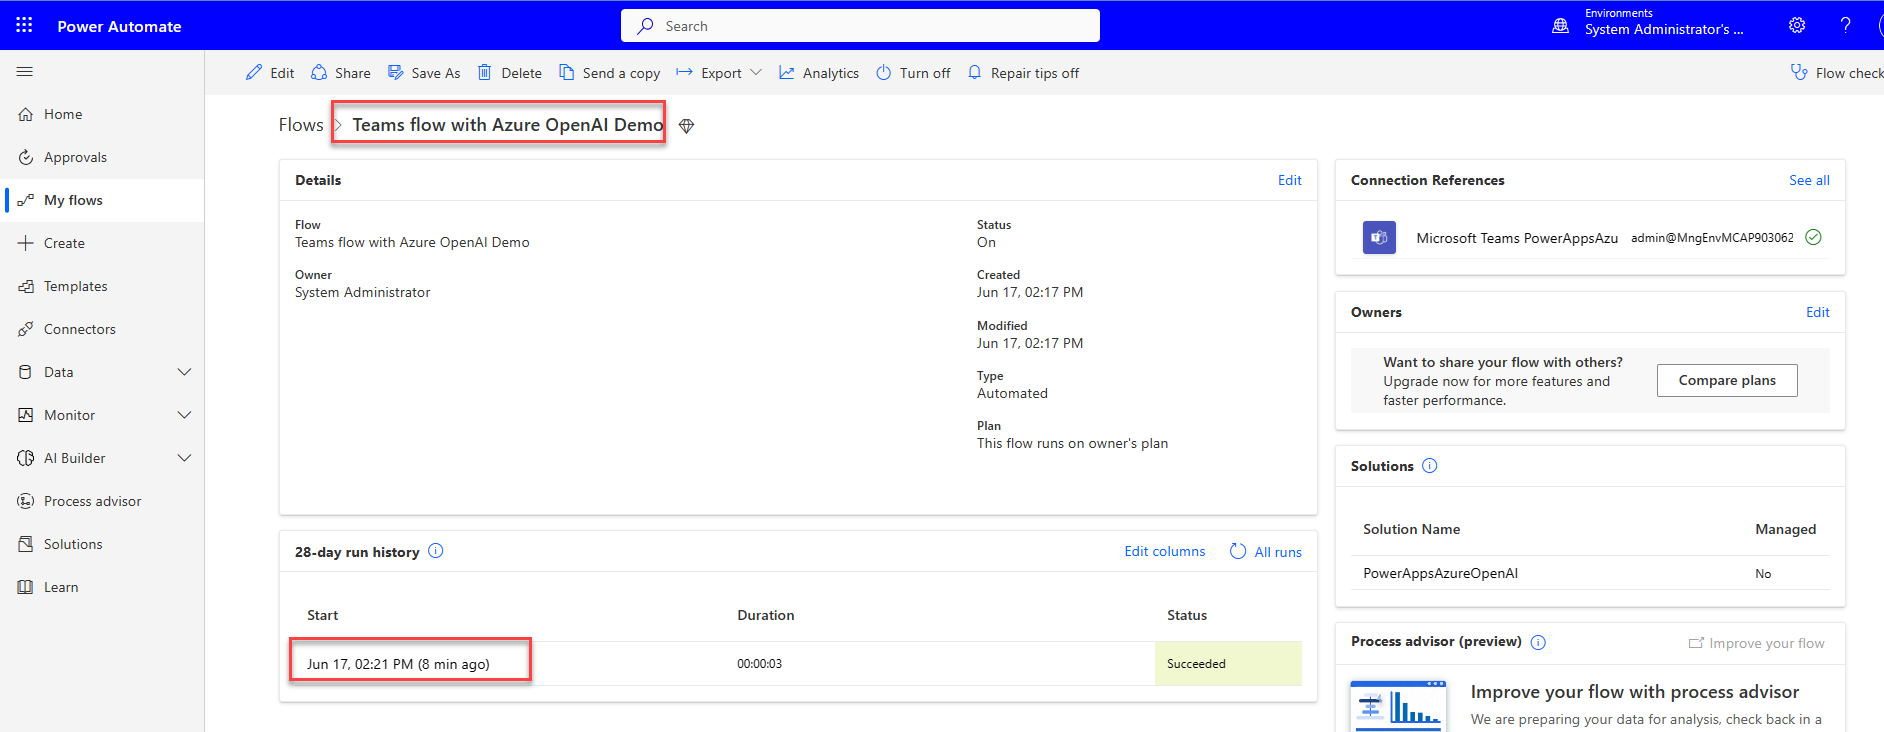 Power Automate
Search
Environments
System Administrator's ...
Edit
Share
Save As
Delete
Send a copy
Export
Analytics
Turn off
Repair tips off
Flow check
Home
Approvals
My flows
Create
Templates
Connectors
Data
Monitor
AI Builder
Process advisor
Solutions
Learn
Flows > Teams flow with Azure OpenAI Demo
Details
Edit
Flow
Teams flow with Azure OpenAI Demo
Owner
System Administrator
Status
On
Created
Jun 17, 02:17 PM
Modified
Jun 17, 02:17 PM
Type
Automated
Plan
This flow runs on owner's plan
28-day run history
Edit columns
All runs
Start
Duration
Status
Jun 17, 02:21 PM (8 min ago)
00:00:03
Succeeded
Connection References
See all
Microsoft Teams PowerAppsAzu
admin@MngEnvMCAP903062
Owners
Edit
Want to share your flow with others?
Upgrade now for more features and
faster performance.
Compare plans
Solutions
Solution Name
Managed
PowerAppsAzureOpenAI
No
Process advisor (preview)
Improve your flow
Improve your flow with process advisor
We are preparing your data for analysis, check back in a